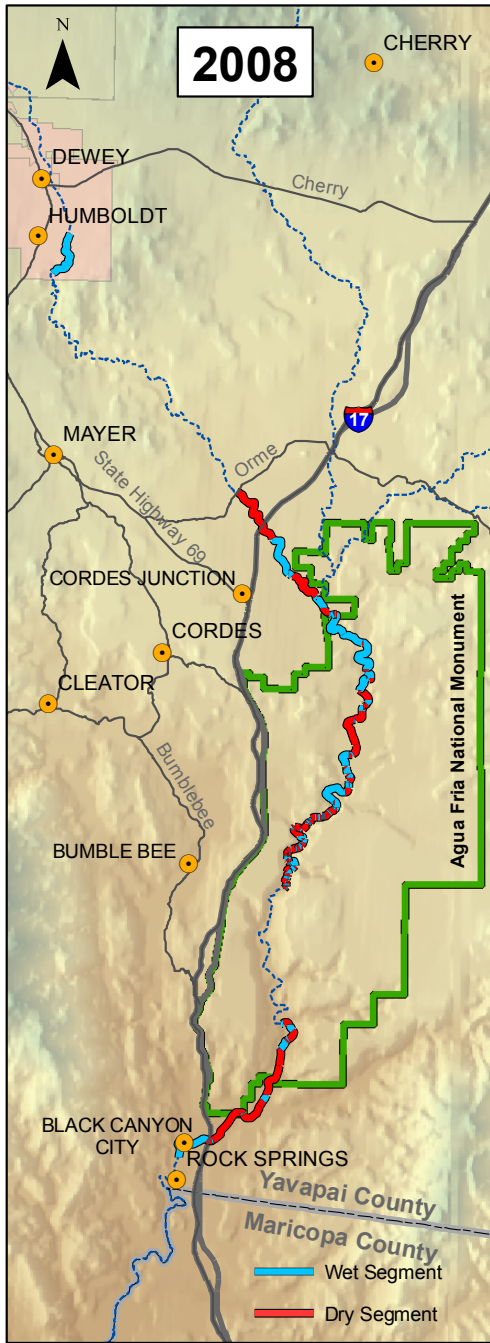 N
2008
CHERRY
DEWEY
Cherry
HUMBOLDT
17
MAYER
Orme
State Highway 69
CORDES JUNCTION
CORDES
CLEATOR
Agua Fria National Monument
Bumblebee
BUMBLE BEE
BLACK CANYON
CITY
ROCK SPRINGS
Yavapai County
Maricopa County
Wet Segment
Dry Segment